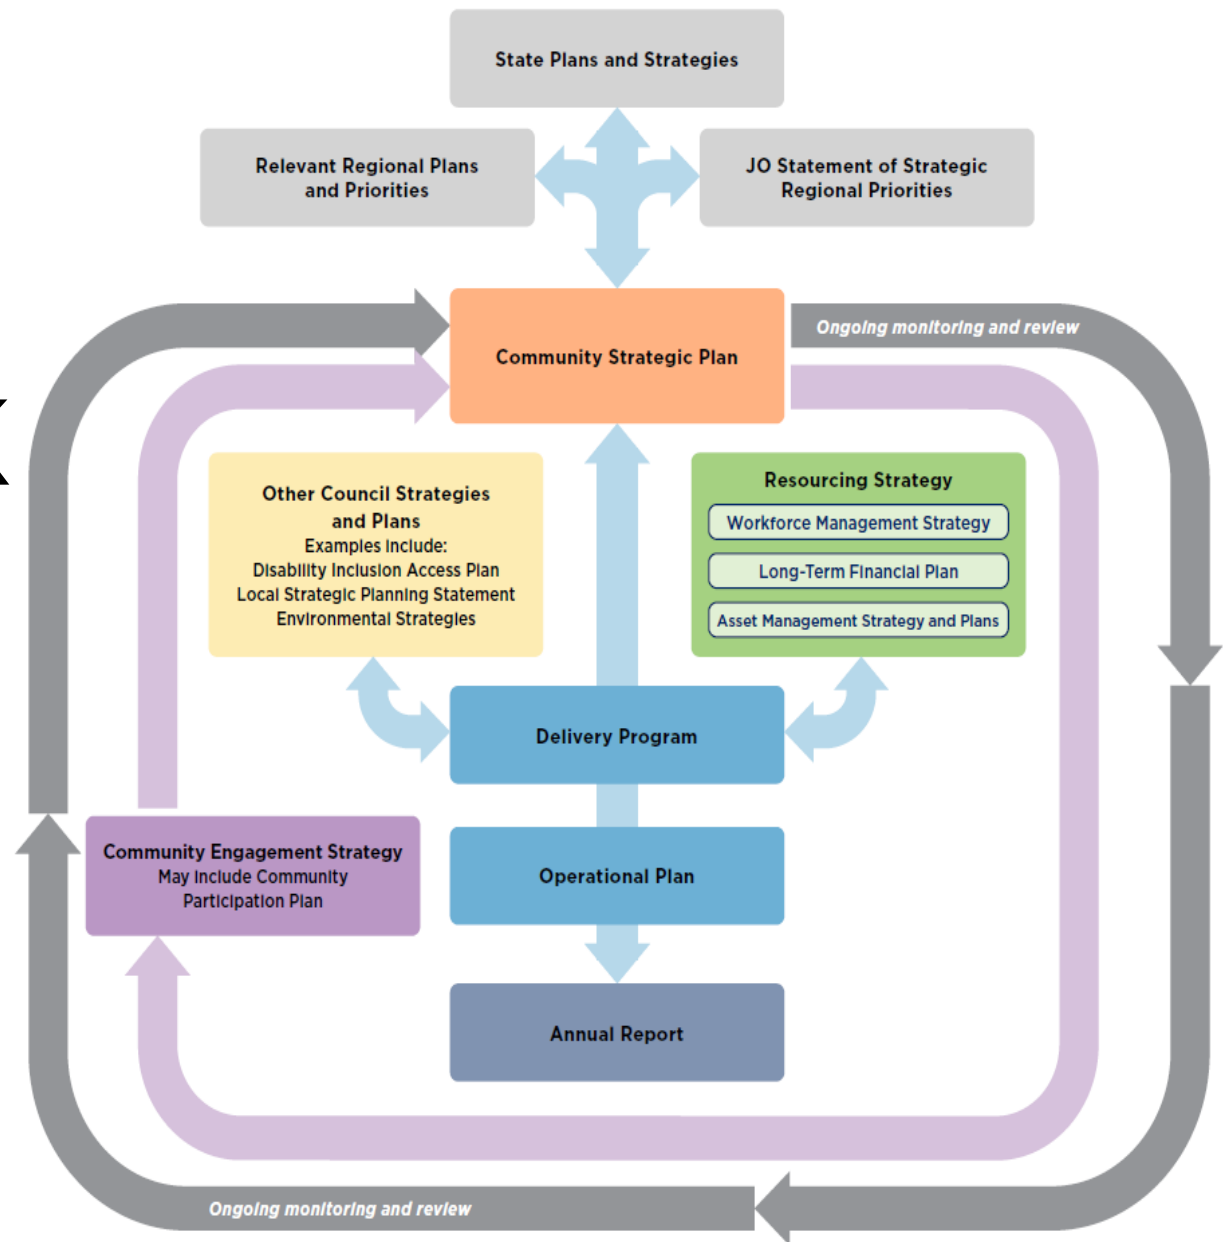 State Plans and Strategies
Relevant Regional Plans
and Priorities
JO Statement of Strategic
Regional Priorities
Ongoing monitoring and review
Community Strategic Plan
Other Council Strategies
and Plans
Examples Include:
Disability Inclusion Access Plan
Local Strategic Planning Statement
Environmental Strategies
Resourcing Strategy
Workforce Management Strategy
Long-Term Financial Plan
Asset Management Strategy and Plans
Delivery Program
Community Engagement Strategy
May Include Community
Participation Plan
Operational Plan
Annual Report
Ongoing monitoring and review